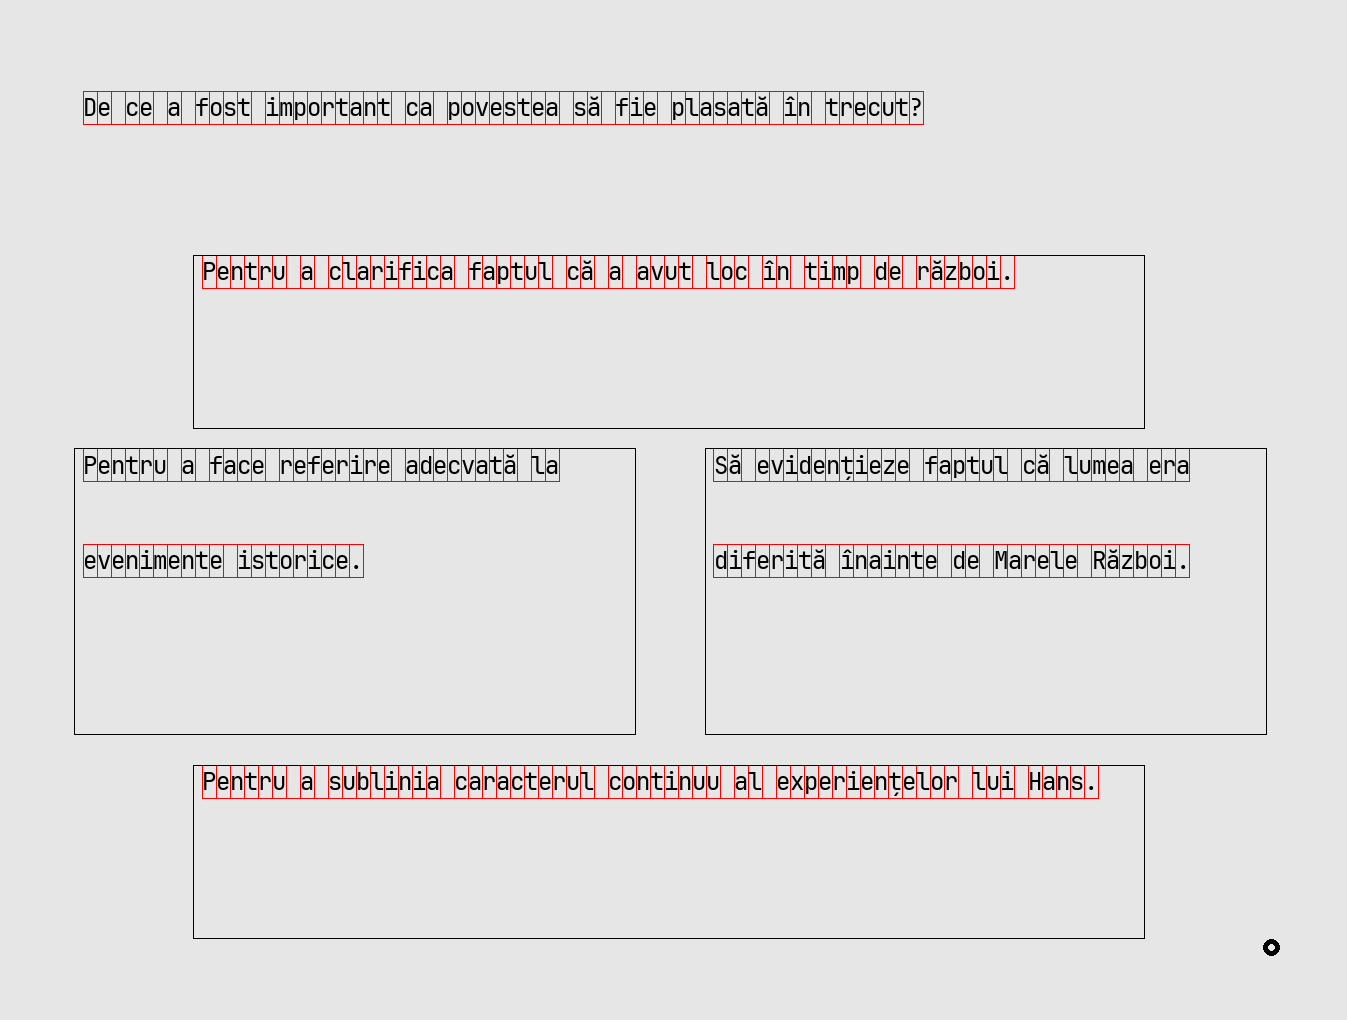 De ce a fost important ca povestea să fie plasată în trecut?
Pentru a clarifica faptul că a avut loc în timp de război.
Pentru a face referire adecvată la
evenimente istorice.
Să evidențieze faptul că lumea era
diferită înainte de Marele Război.
Pentru a sublinia caracterul continuu al experiențelor lui Hans.